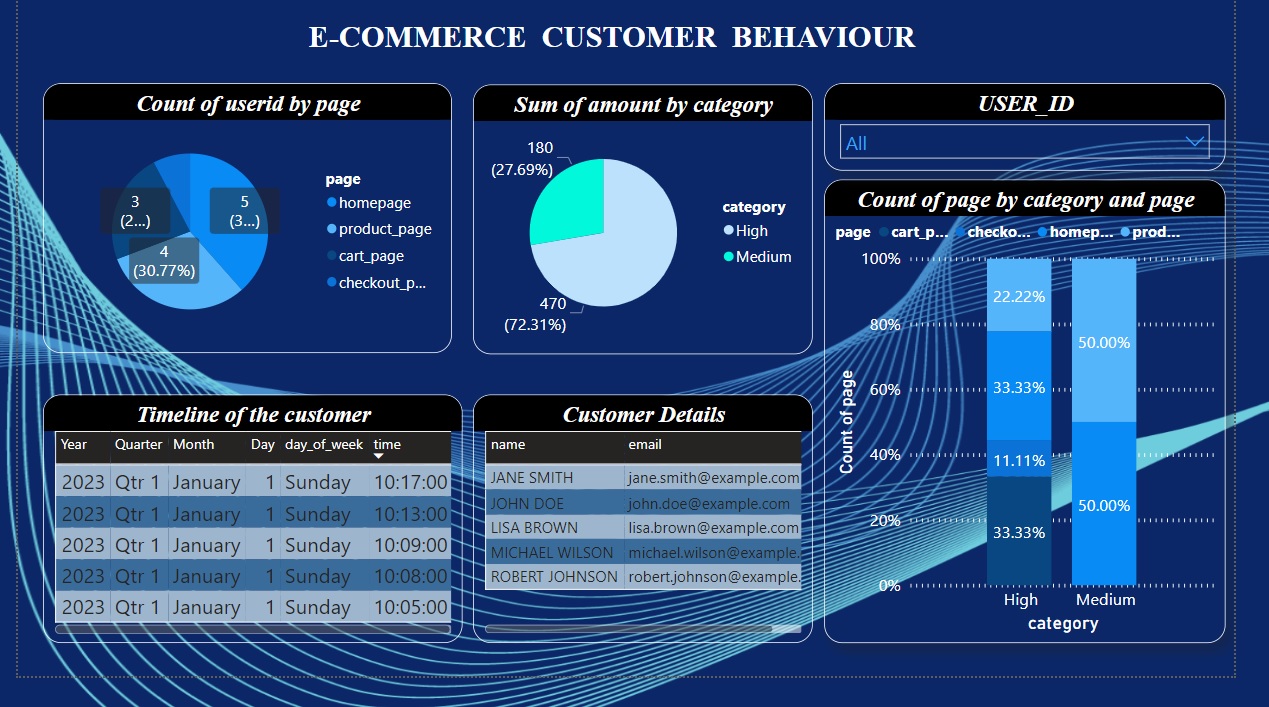 E-COMMERCE CUSTOMER BEHAVIOUR
Count of userid by page
3
(2...)
5
(3...)
4
(30.77%)
page
homepage
product_page
cart_page
checkout_p...
Sum of amount by category
180
(27.69%)
470
(72.31%)
category
High
Medium
USER_ID
All
Count of page by category and page
page cart_p... checko... homep... prod...
Count of page
100%
80%
60%
40%
20%
0%
22.22%
33.33%
11.11%
33.33%
50.00%
50.00%
High Medium
category
Timeline of the customer
Year Quarter Month Day day_of_week time
2023 Qtr 1 January 1 Sunday 10:17:00
2023 Qtr 1 January 1 Sunday 10:13:00
2023 Qtr 1 January 1 Sunday 10:09:00
2023 Qtr 1 January 1 Sunday 10:08:00
2023 Qtr 1 January 1 Sunday 10:05:00
Customer Details
name email
JANE SMITH jane.smith@example.com
JOHN DOE john.doe@example.com
LISA BROWN lisa.brown@example.com
MICHAEL WILSON michael.wilson@example.
ROBERT JOHNSON robert.johnson@example.